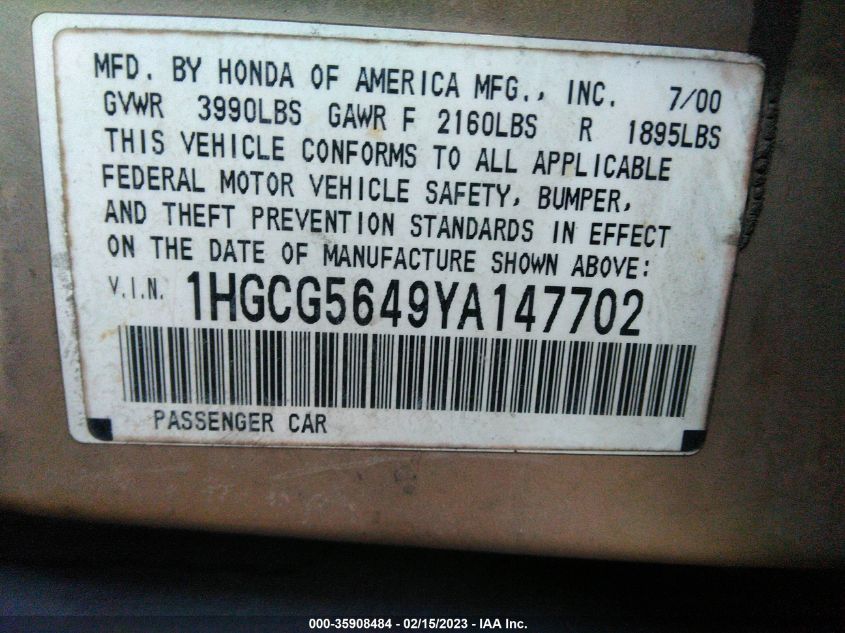 MFD. BY HONDA OF AMERICA MFG., INC. 7/00
GVWR 3990LBS GAWR F 2160LBS R 1895LBS
THIS VEHICLE CONFORMS TO ALL APPLICABLE
FEDERAL MOTOR VEHICLE SAFETY, BUMPER,
AND THEFT PREVENTION STANDARDS IN EFFECT
ON THE DATE OF MANUFACTURE SHOWN ABOVE:
V.I.N. 1HGCG5649YA147702
PASSENGER CAR
000-35908484 - 02/15/2023 - IAA Inc.